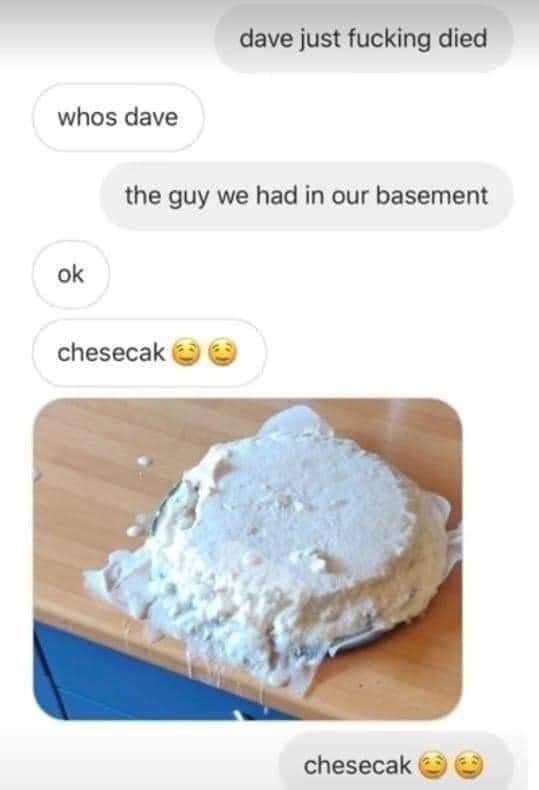 dave just fucking died
whos dave
the guy we had in our basement
ok
chesecak 🤤🤤
chesecak 🤤🤤